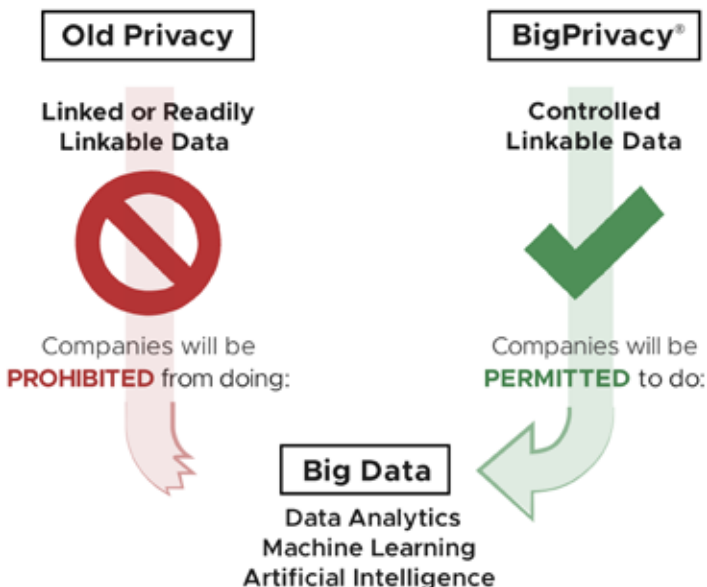 Old Privacy
Linked or Readily
Linkable Data
Companies will be
PROHIBITED from doing:
BigPrivacy®
Controlled
Linkable Data
Companies will be
PERMITTED to do:
Big Data
Data Analytics
Machine Learning
Artificial Intelligence